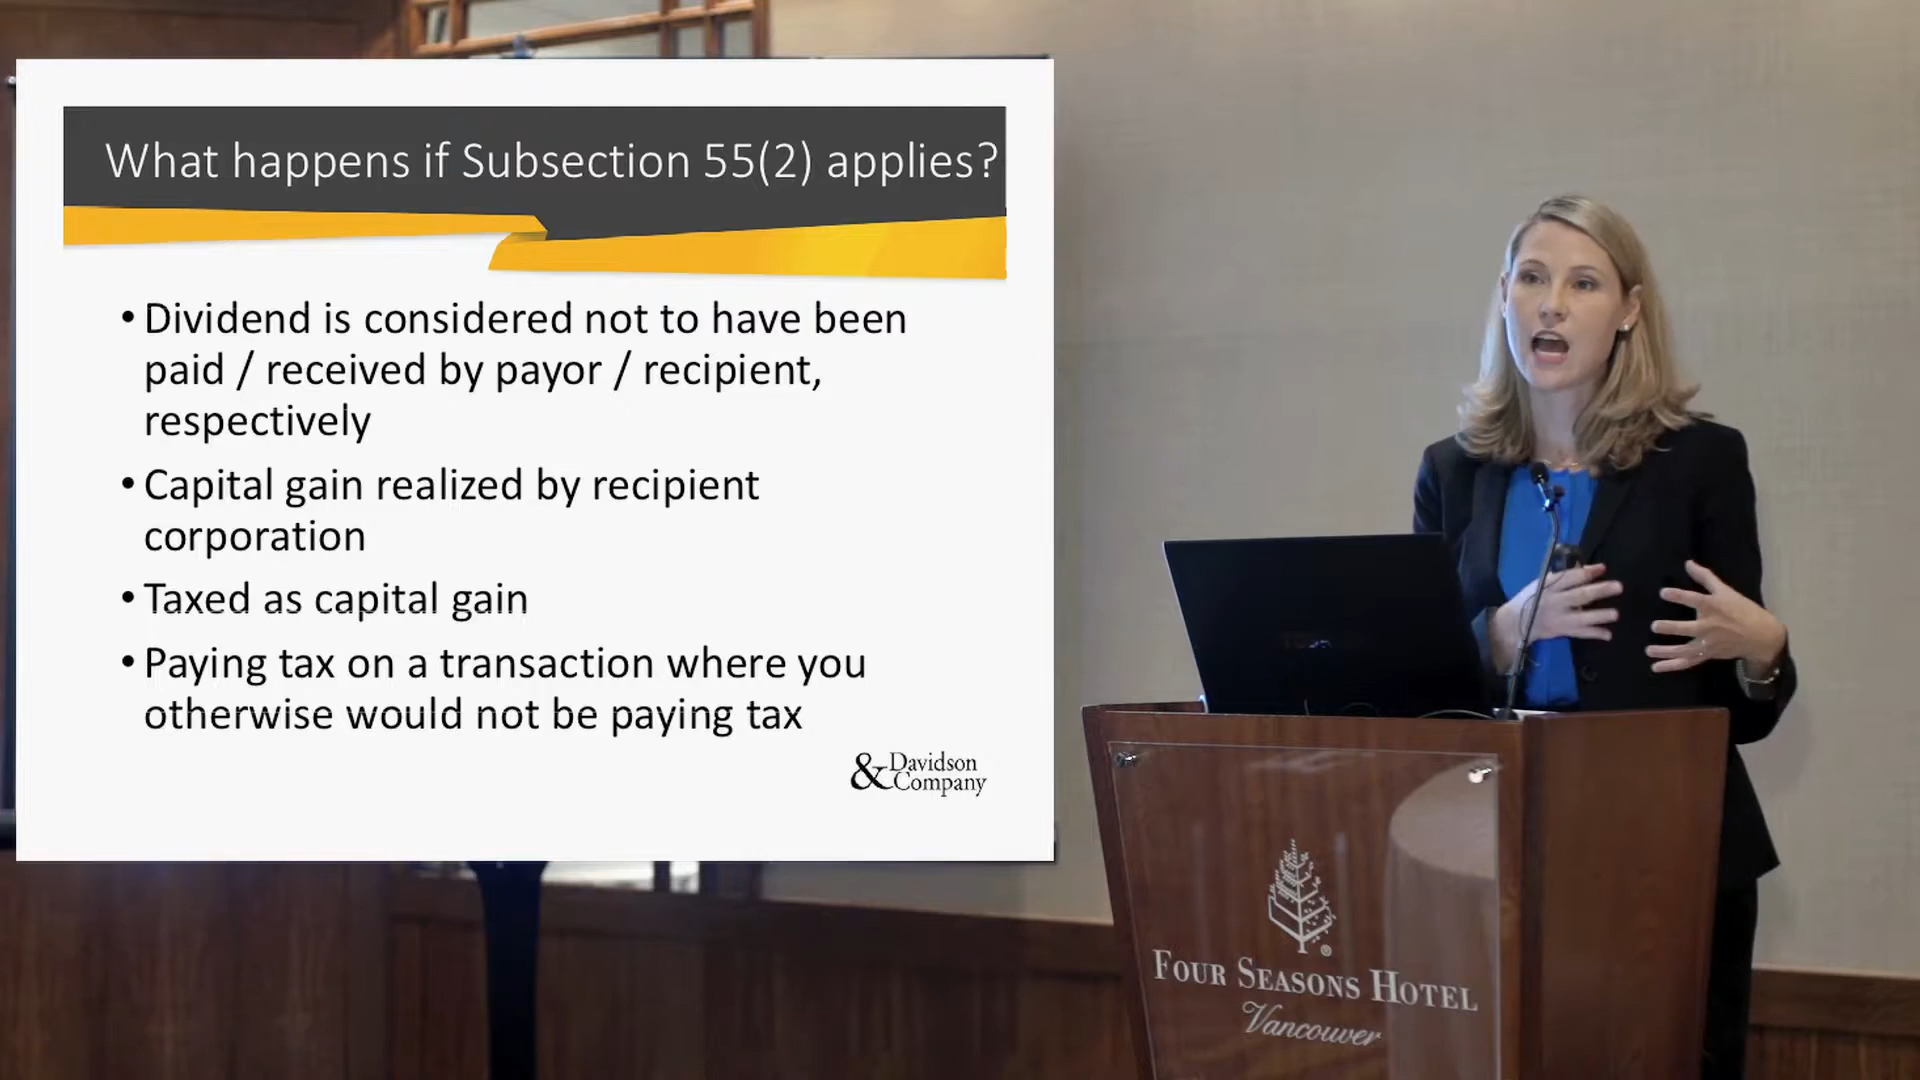 What happens if Subsection 55(2) applies?
• Dividend is considered not to have been
paid / received by payor / recipient,
respectively
• Capital gain realized by recipient
corporation
• Taxed as capital gain
• Paying tax on a transaction where you
otherwise would not be paying tax
& Davidson
Company
FOUR SEASONS HOTEL
Vancouver